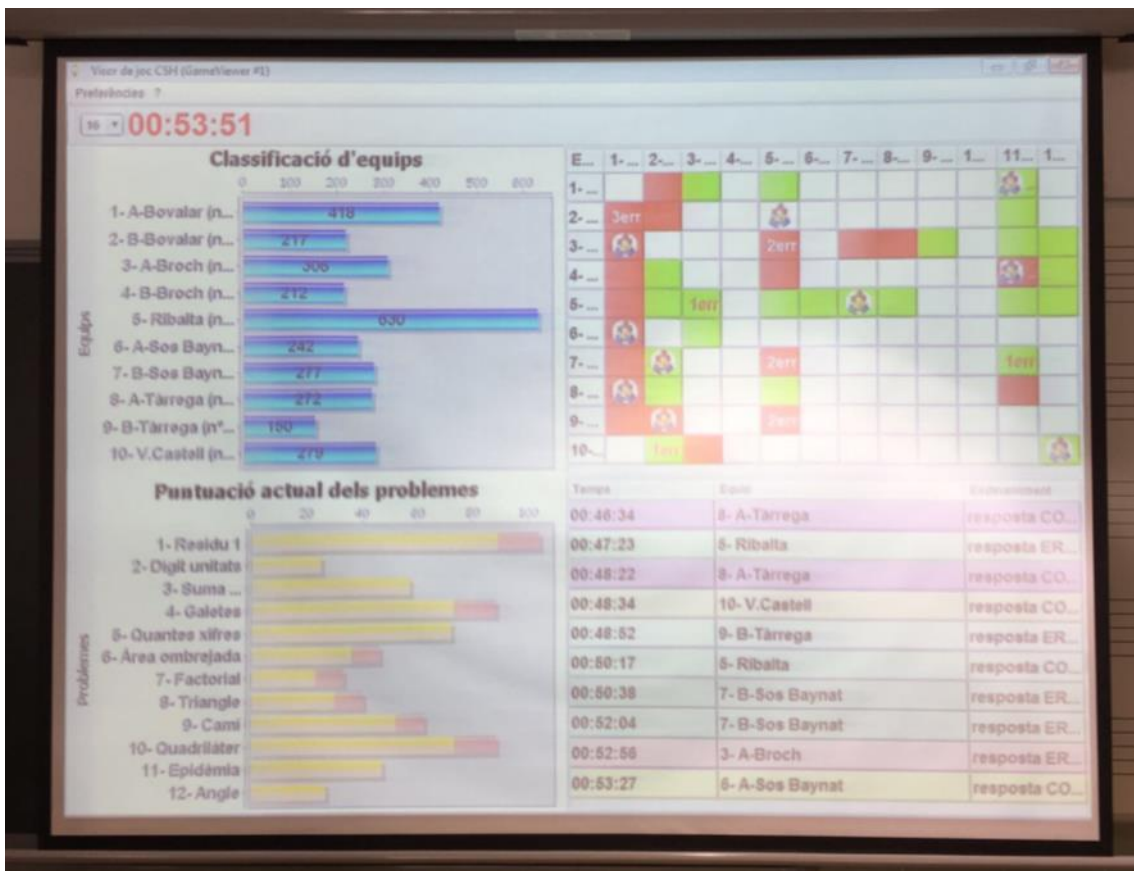 Visor de joc CSH (GameViewer #1)
Preferències ?
16 00:53:51
Classificació d'equips
0 100 200 300 400 500 600
Equips
1- A-Bovalar (n... 418
2- B-Bovalar (n... 217
3- A-Broch (n... 306
4- B-Broch (n... 212
5- Ribalta (n... 630
6- A-Sos Bayn... 242
7- B-Sos Bayn... 277
8- A-Tàrrega (n... 272
9- B-Tàrrega (nº...
10- V.Castell (n... 279
E... 1-... 2-... 3-... 4-... 5-... 6-... 7-... 8-... 9-... 1... 11... 1...
1- ...
2- ... 3err
3- ... 2err
4- ...
5- ... 1err
6- ...
7- ... 2err 1err
8- ...
9- ... 2err
10-... 1err
Puntuació actual dels problemes
0 20 40 60 80 100
Problemes
1- Residu 1
2- Digit unitats
3- Suma ...
4- Galetes
5- Quantes xifres
6- Área ombrejada
7- Factorial
8- Triangle
9- Camí
10- Quadrilàter
11- Epidèmia
12- Angle
Temps Equip Esdeveniment
00:46:34 8- A-Tàrrega resposta CO...
00:47:23 5- Ribalta resposta ER...
00:48:22 8- A-Tàrrega resposta CO...
00:48:34 10- V.Castell resposta CO...
00:48:52 9- B-Tàrrega resposta ER...
00:50:17 5- Ribalta resposta CO...
00:50:38 7- B-Sos Baynat resposta ER...
00:52:04 7- B-Sos Baynat resposta ER...
00:52:56 3- A-Broch resposta ER...
00:53:27 6- A-Sos Baynat resposta CO...